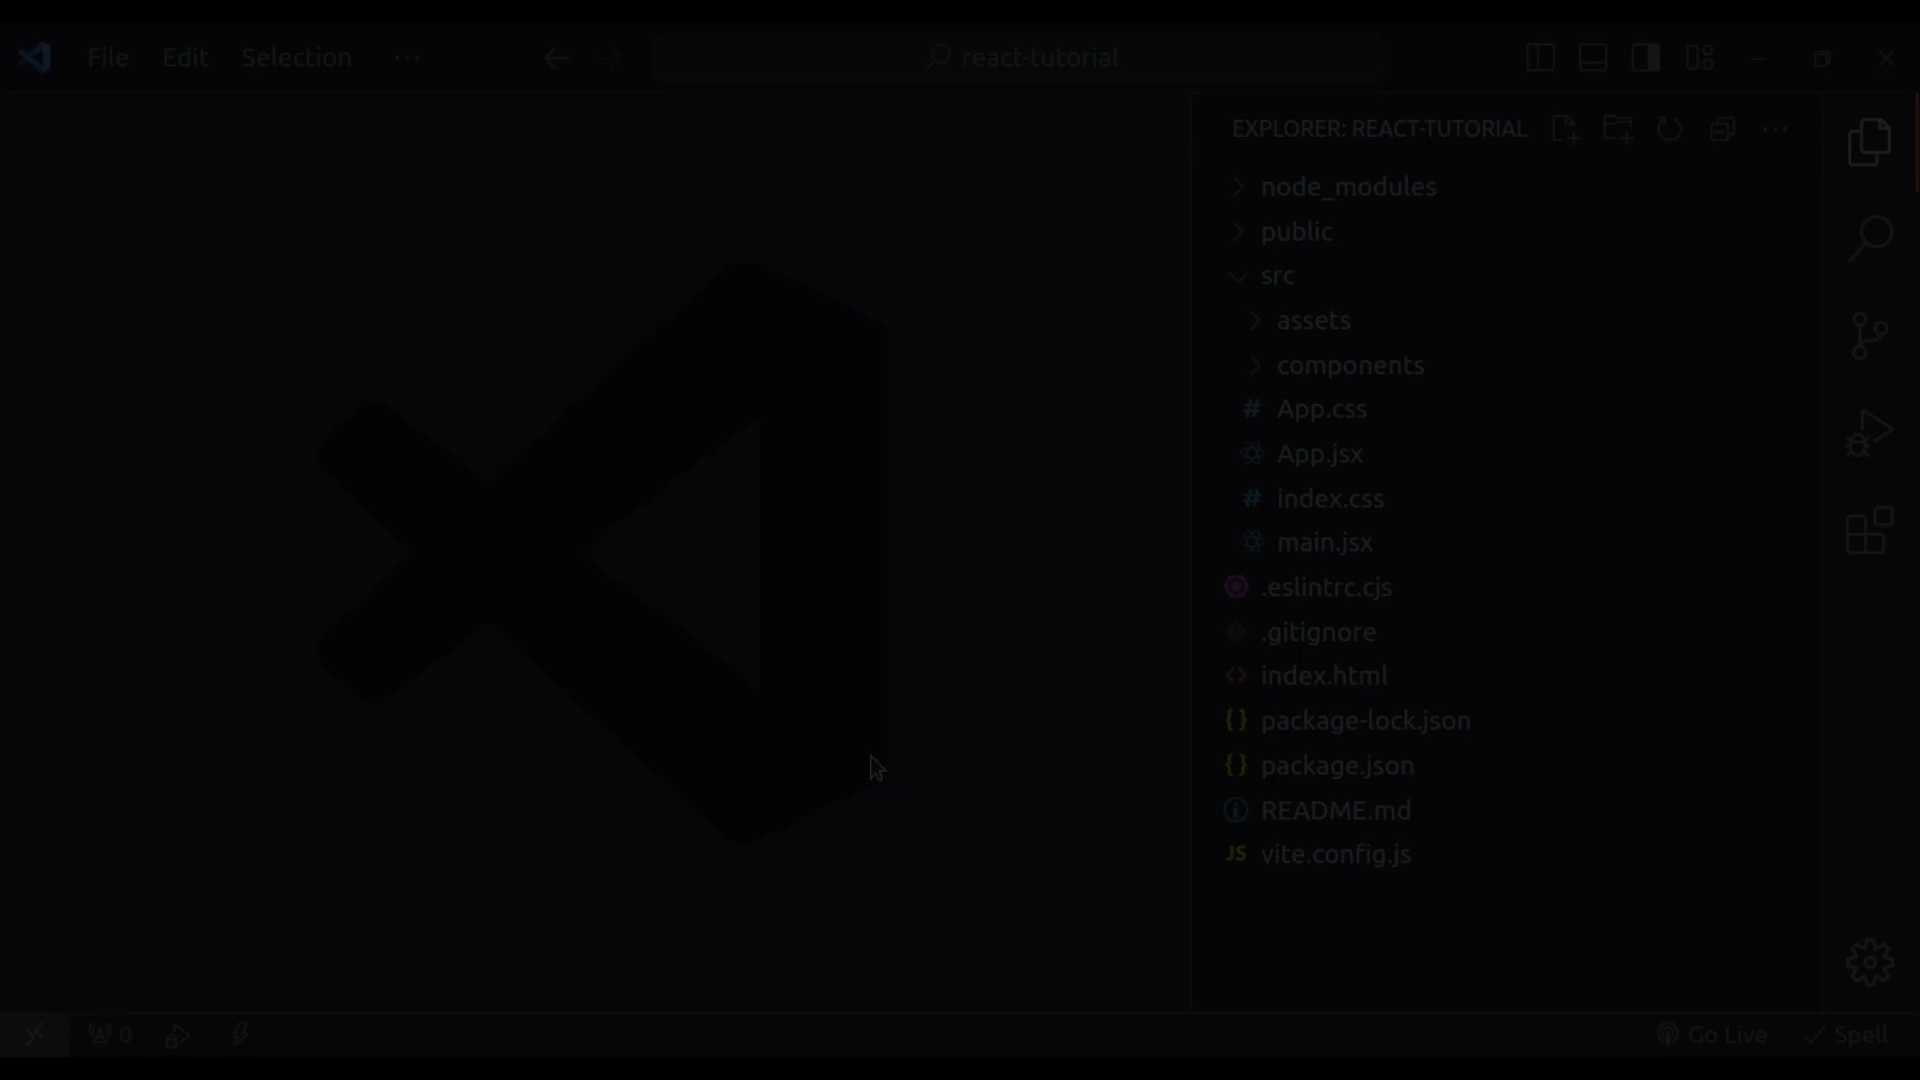 File Edit Selection ···
react-tutorial
EXPLORER: REACT-TUTORIAL
node_modules
public
src
assets
components
# App.css
App.jsx
# index.css
main.jsx
.eslintrc.cjs
.gitignore
<> index.html
{} package-lock.json
{} package.json
README.md
JS vite.config.js
0
Go Live
Spell